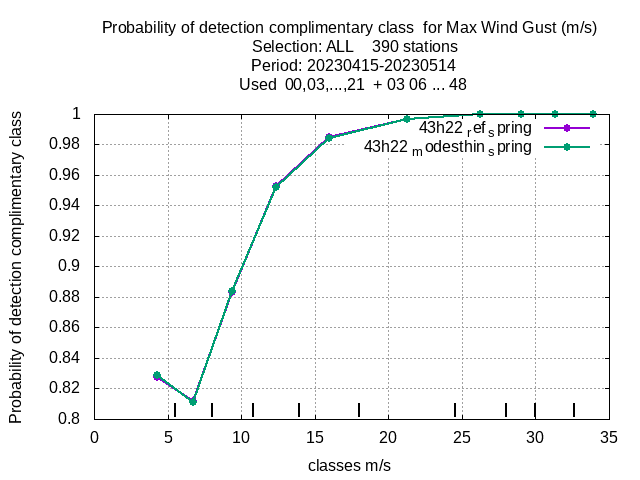 Probability of detection complimentary class  for Max Wind Gust (m/s)
Selection: ALL    390 stations
Period: 20230415-20230514
Used  00,03,...,21  + 03 06 ... 48
Probability of detection complimentary class
1
0.98
0.96
0.94
0.92
0.9
0.88
0.86
0.84
0.82
0.8
43h22 ref spring
43h22 modesthin spring
0 5 10 15 20 25 30 35
classes m/s